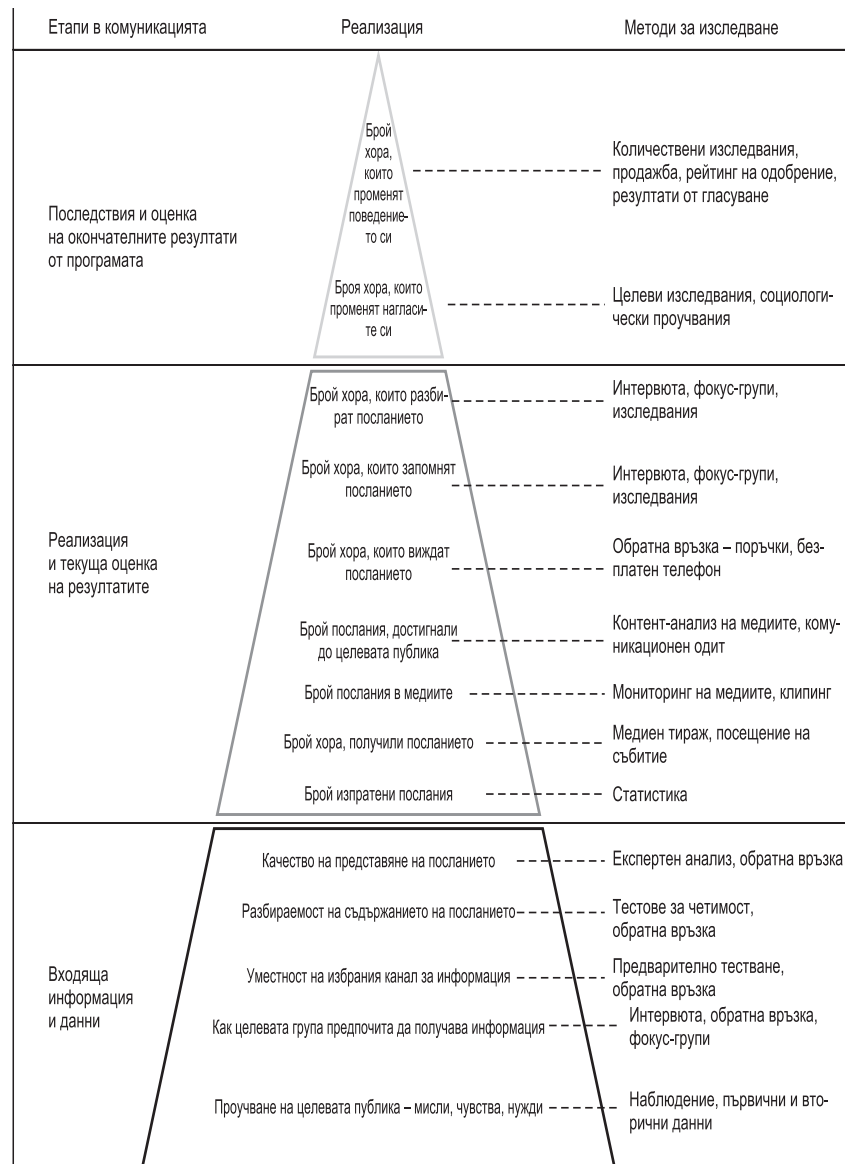 Етапи в комуникацията
Реализация
Методи за изследване
Последствия и оценка
на окончателните резултати
от програмата
Брой
хора,
които
променят
поведение-
то си
Количествени изследвания,
продажба, рейтинг на одобрение,
резултати от гласуване
Броя хора, които
променят нагласи-
те си
Целеви изследвания, социологи-
чески проучвания
Реализация
и текуща оценка
на резултатите
Брой хора, които разби-
рат посланието
Интервюта, фокус-групи,
изследвания
Брой хора, които запомнят
посланието
Интервюта, фокус-групи,
изследвания
Брой хора, които виждат
посланието
Обратна връзка – поръчки, без-
платен телефон
Брой послания, достигнали
до целевата публика
Контент-анализ на медиите, кому-
никационен одит
Брой послания в медиите
Мониторинг на медиите, клипинг
Брой хора, получили посланието
Медиен тираж, посещение на
събитие
Брой изпратени послания
Статистика
Входяща
информация
и данни
Качество на представяне на посланието
Експертен анализ, обратна връзка
Разбираемост на съдържанието на посланието
Тестове за четимост,
обратна връзка
Уместност на избрания канал за информация
Предварително тестване,
обратна връзка
Как целевата група предпочита да получава информация
Интервюта, обратна връзка,
фокус-групи
Проучване на целевата публика – мисли, чувства, нужди
Наблюдение, първични и вто-
рични данни